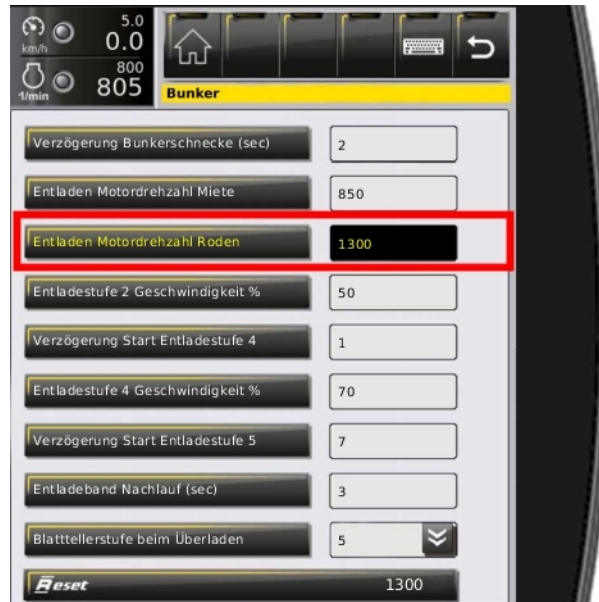 km/h
5.0
0.0
1/min
800
805
Bunker
Verzögerung Bunkerschnecke (sec)
2
Entladen Motordrehzahl Miete
850
Entladen Motordrehzahl Roden
1300
Entladestufe 2 Geschwindigkeit %
50
Verzögerung Start Entladestufe 4
1
Entladestufe 4 Geschwindigkeit %
70
Verzögerung Start Entladestufe 5
7
Entladeband Nachlauf (sec)
3
Blatttellerstufe beim Überladen
5
Reset
1300